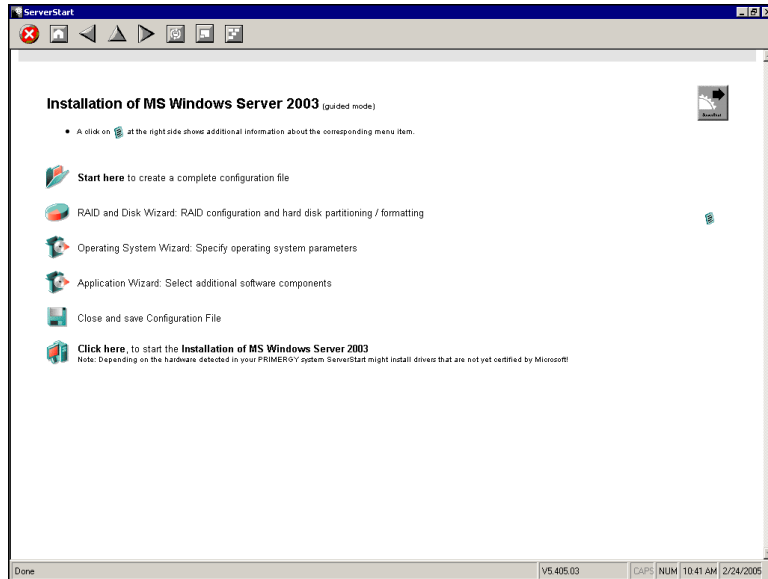 ServerStart
Installation of MS Windows Server 2003 (guided mode)
ServerStart
• A click on at the right side shows additional information about the corresponding menu item.
Start here to create a complete configuration file
RAID and Disk Wizard: RAID configuration and hard disk partitioning / formatting
Operating System Wizard: Specify operating system parameters
Application Wizard: Select additional software components
Close and save Configuration File
Click here, to start the Installation of MS Windows Server 2003
Note: Depending on the hardware detected in your PRIMERGY system ServerStart might install drivers that are not yet certified by Microsoft!
Done V5.405.03 CAPS NUM 10:41 AM 2/24/2005